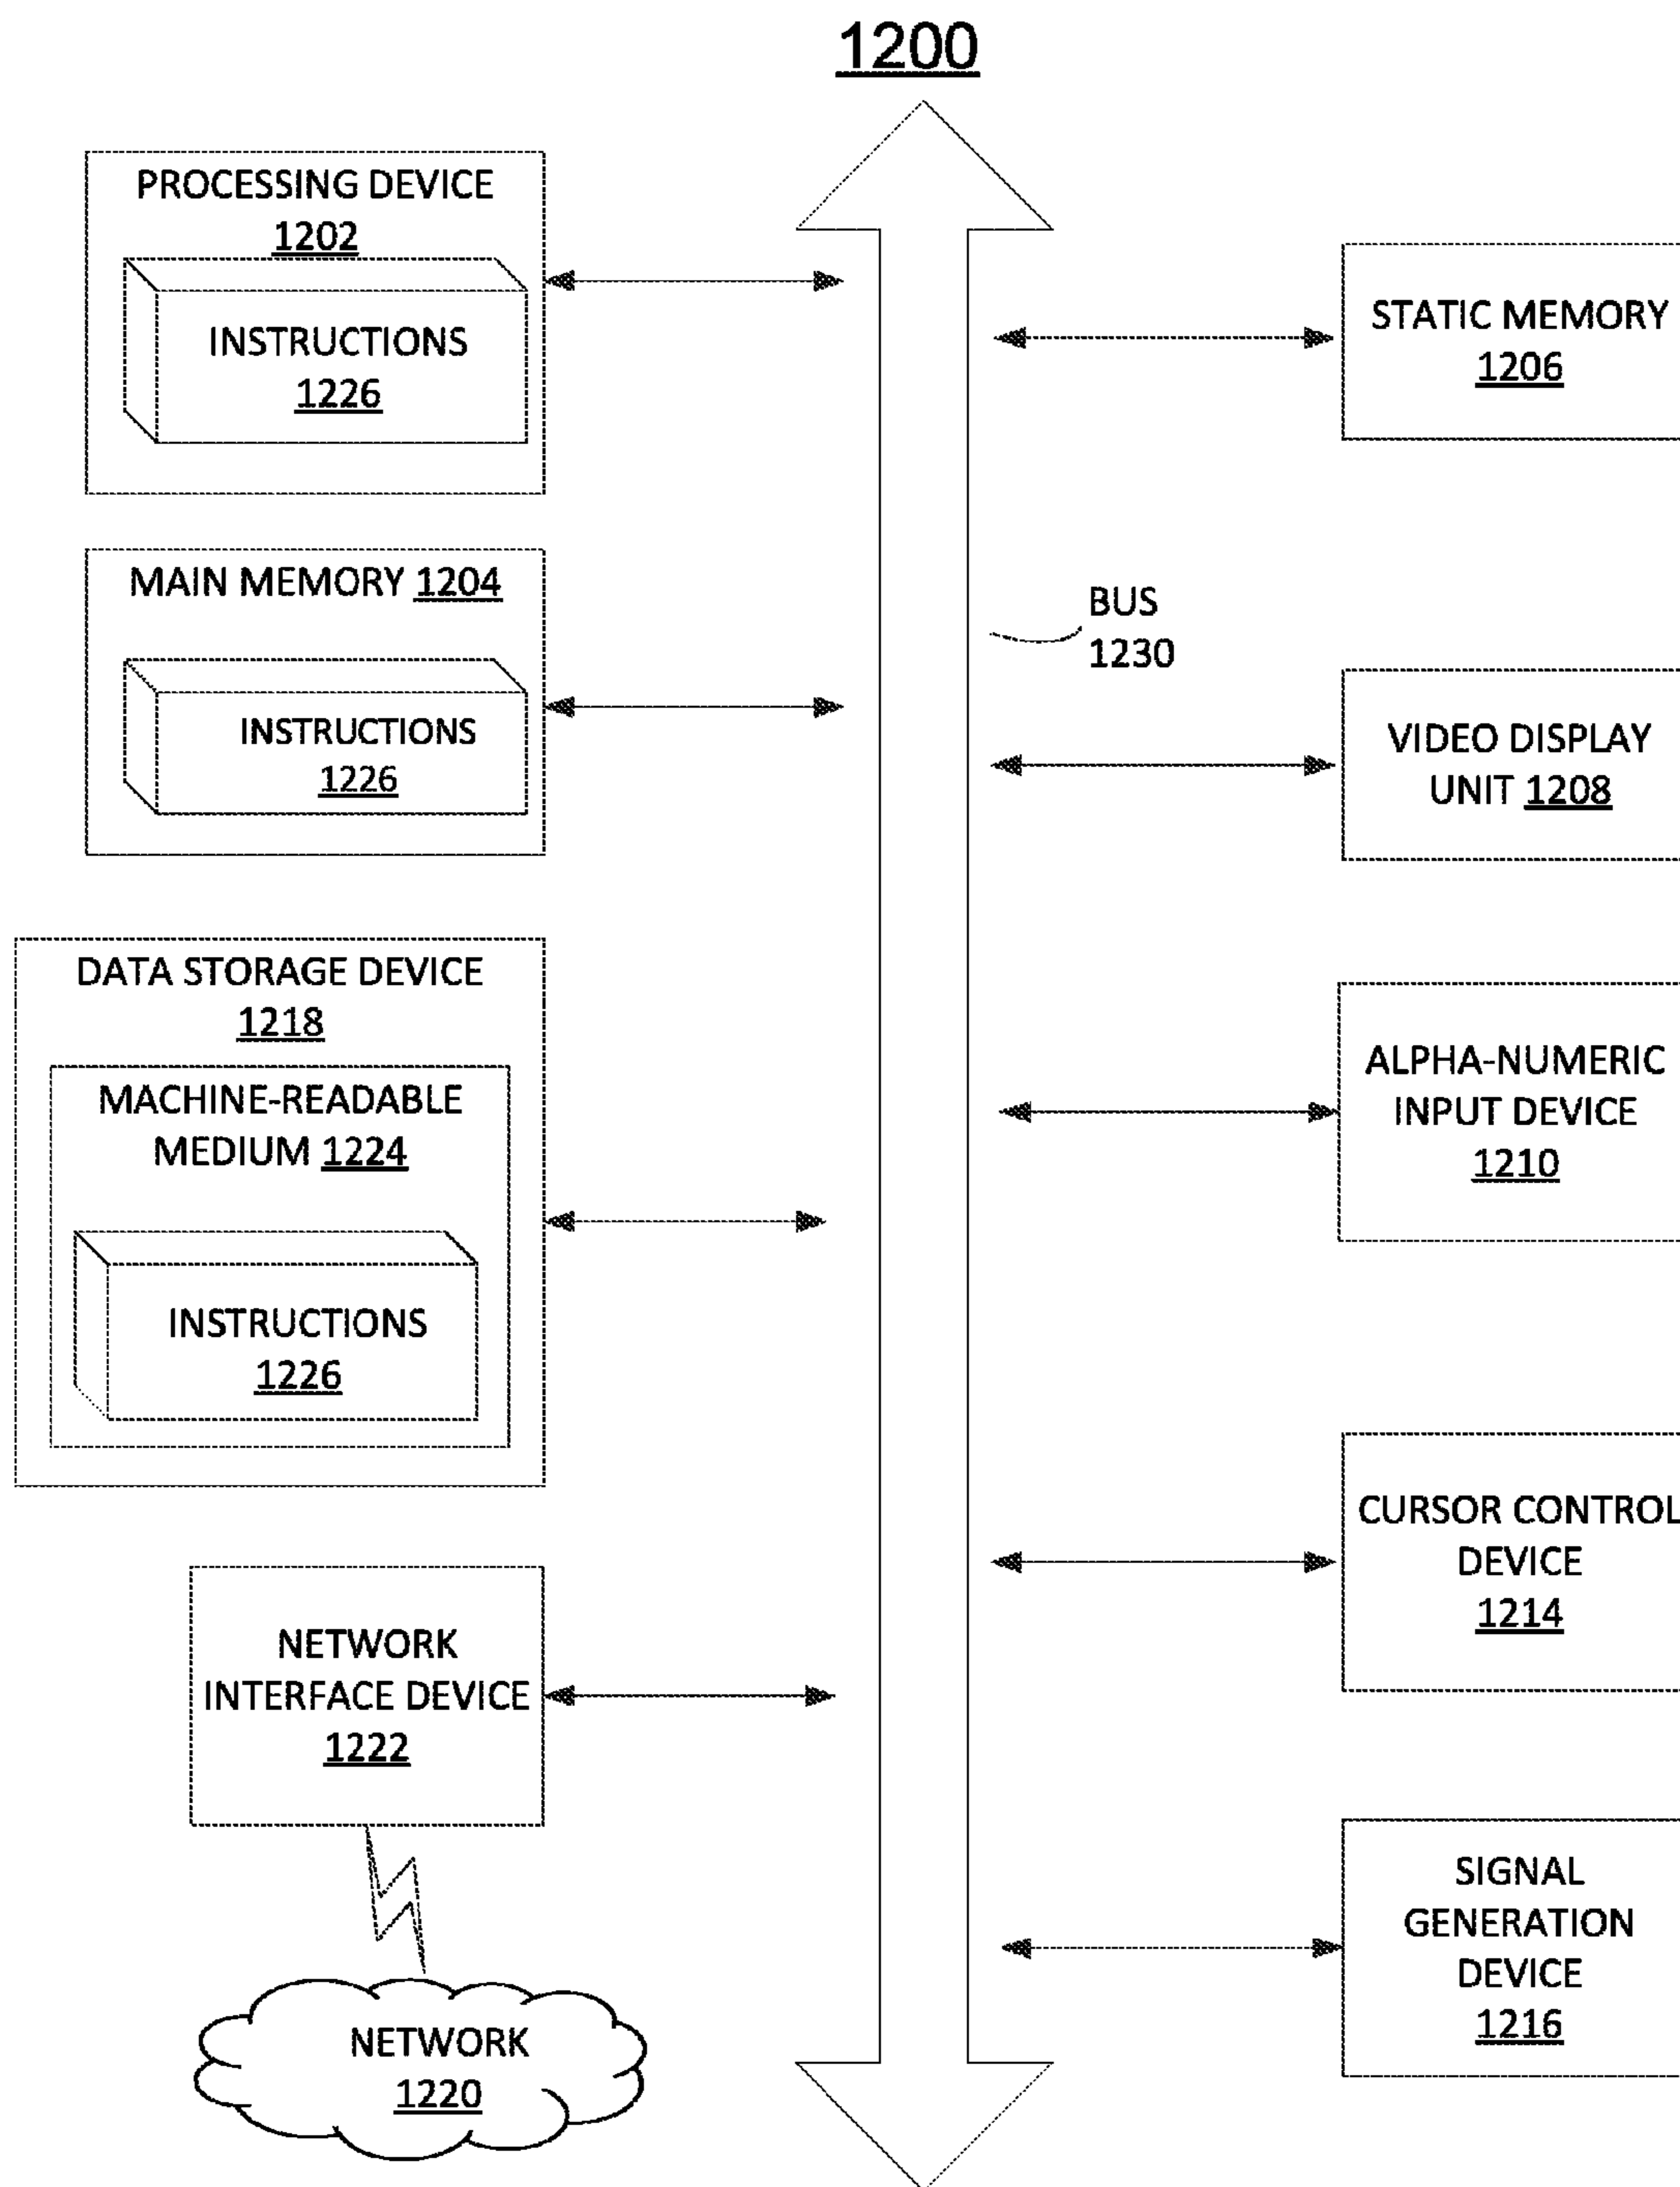 1200
PROCESSING DEVICE
1202
INSTRUCTIONS
1226
MAIN MEMORY 1204
INSTRUCTIONS
1226
DATA STORAGE DEVICE
1218
MACHINE-READABLE
MEDIUM 1224
INSTRUCTIONS
1226
NETWORK
INTERFACE DEVICE
1222
NETWORK
1220
BUS
1230
STATIC MEMORY
1206
VIDEO DISPLAY
UNIT 1208
ALPHA-NUMERIC
INPUT DEVICE
1210
CURSOR CONTROL
DEVICE
1214
SIGNAL
GENERATION
DEVICE
1216